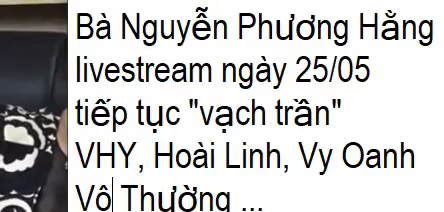 Bà Nguyễn Phương Hằng
livestream ngày 25/05
tiếp tục "vạch trần"
VHY, Hoài Linh, Vy Oanh
Vô Thường ...